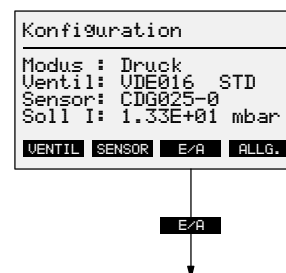 Konfiguration
Modus : Druck
Ventil: VDE016 STD
Sensor: CDG025-0
Soll I: 1.33E+01 mbar
VENTIL SENSOR E/A ALLG.
E/A